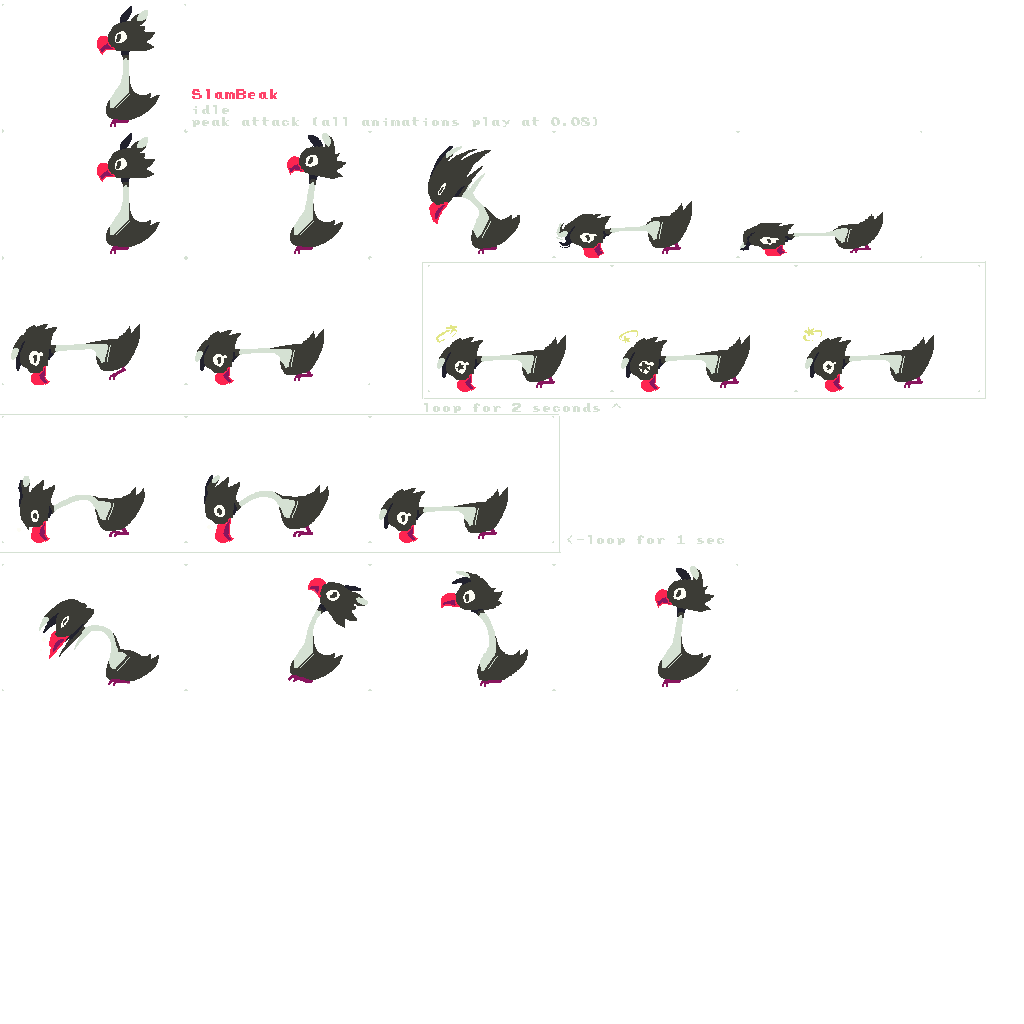 SlamBeak
idle
peak attack (all animations play at 0.08)
loop for 2 seconds ^
<-loop for 1 sec